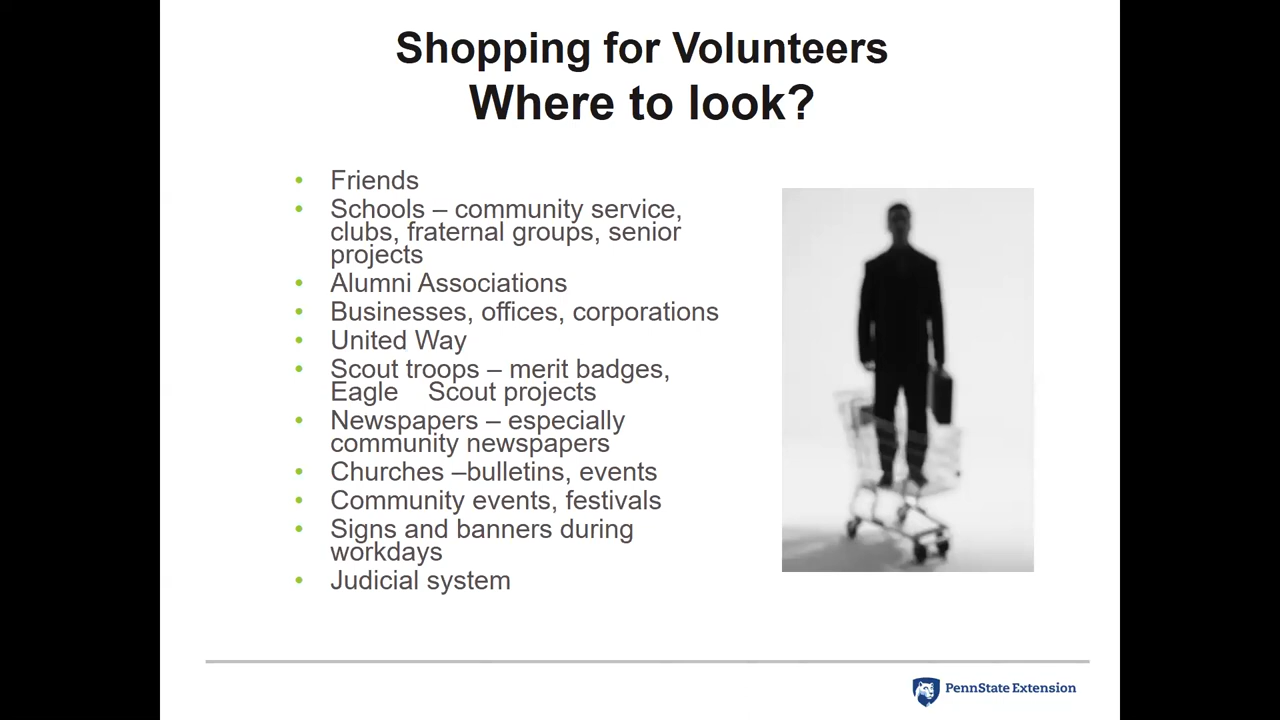 Shopping for Volunteers
Where to look?
• Friends
• Schools – community service,
clubs, fraternal groups, senior
projects
• Alumni Associations
• Businesses, offices, corporations
• United Way
• Scout troops – merit badges,
Eagle    Scout projects
• Newspapers – especially
community newspapers
• Churches –bulletins, events
• Community events, festivals
• Signs and banners during
workdays
• Judicial system
PennState Extension